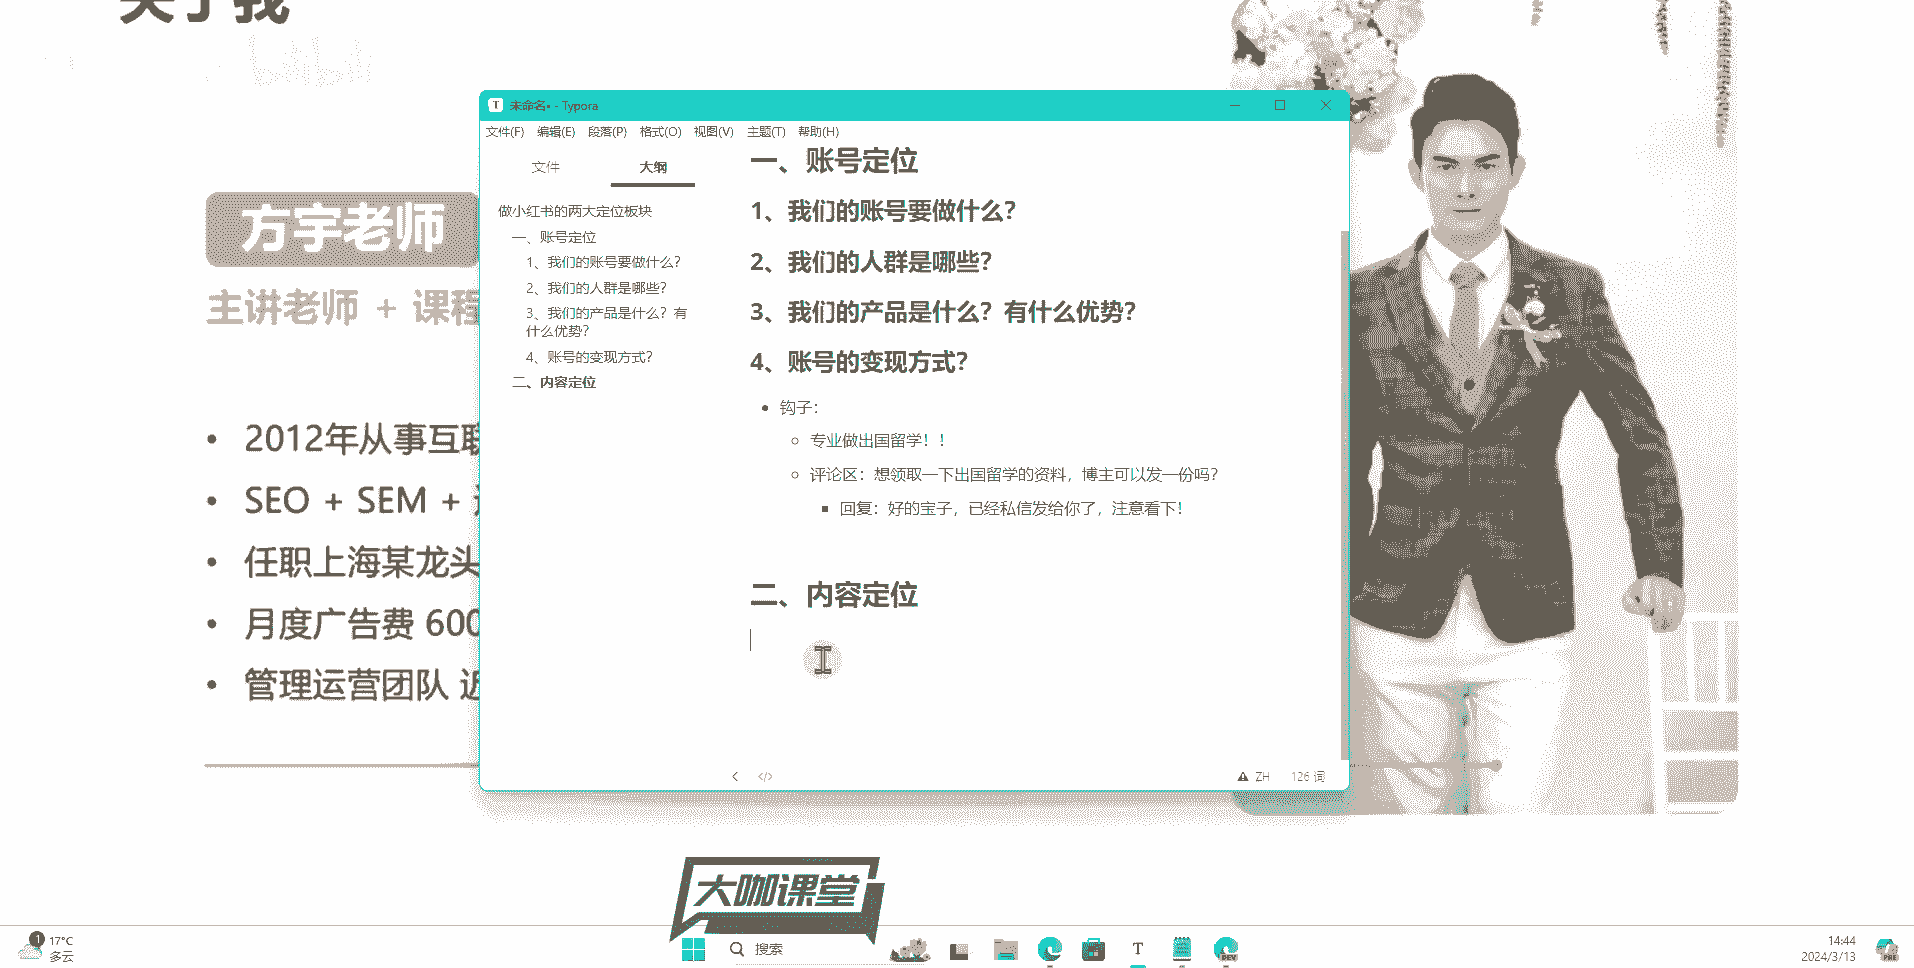 关于我
bilibili
方宇老师
主讲老师 + 课程
2012年从事互联
SEO + SEM +
任职上海某龙头
月度广告费 600
管理运营团队 近
T 未命名• - Typora
文件(F) 编辑(E) 段落(P) 格式(O) 视图(V) 主题(T) 帮助(H)
文件 大纲
做小红书的两大定位板块
一、账号定位
1、我们的账号要做什么？
2、我们的人群是哪些？
3、我们的产品是什么？有
什么优势？
4、账号的变现方式？
二、内容定位
一、账号定位
1、我们的账号要做什么？
2、我们的人群是哪些？
3、我们的产品是什么？有什么优势？
4、账号的变现方式？
钩子：
专业做出国留学！！
评论区：想领取一下出国留学的资料，博主可以发一份吗？
回复：好的宝子，已经私信发给你了，注意看下！
二、内容定位
ZH 126 词
大咖课堂
1
17°C
多云
搜索
T
DEV
14:44
2024/3/13
PRE